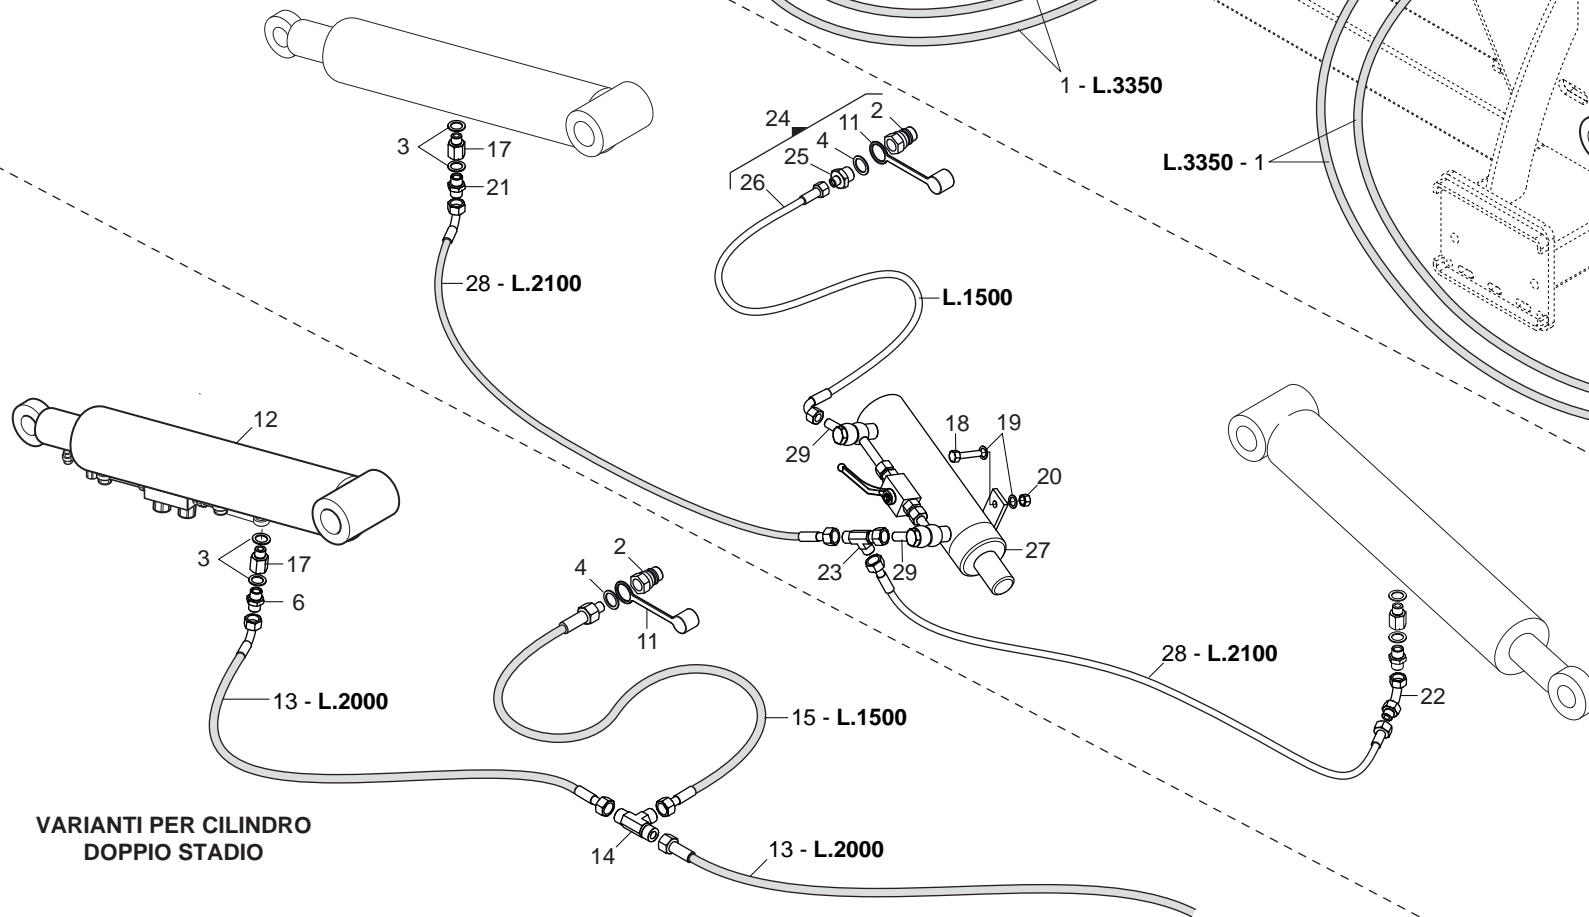 1 - L.3350
24
11
2
4
25
26
3
17
21
L.3350 - 1
28 - L.2100
L.1500
12
18
19
29
20
3
17
6
4
2
11
23
29
27
28 - L.2100
22
13 - L.2000
15 - L.1500
VARIANTI PER CILINDRO
DOPPIO STADIO
14
13 - L.2000